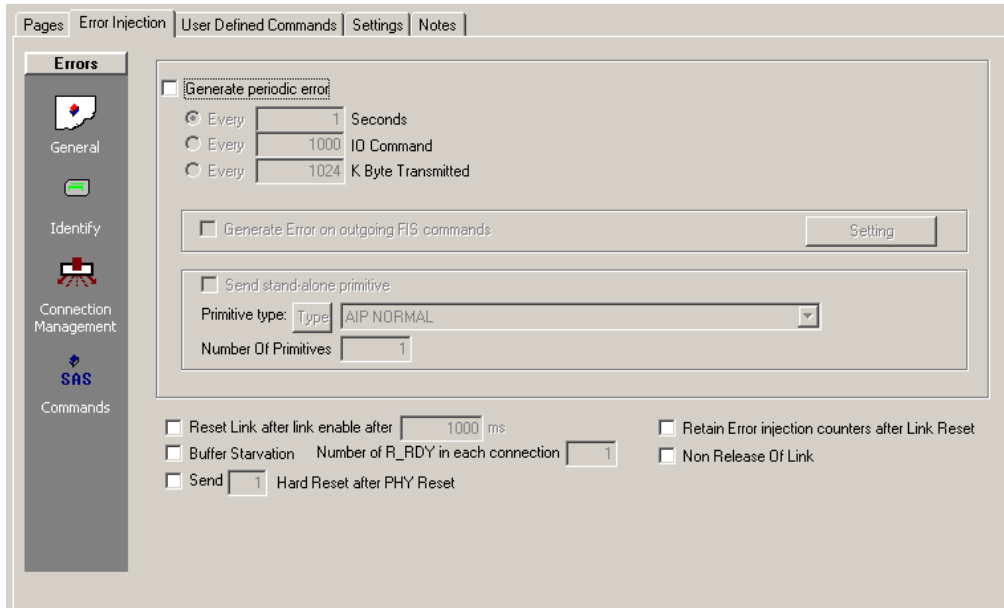 Pages Error Injection User Defined Commands Settings Notes
Errors
General
Identify
Connection
Management
SAS
Commands
Generate periodic error
Every 1 Seconds
Every 1000 IO Command
Every 1024 K Byte Transmitted
Generate Error on outgoing FIS commands Setting
Send stand-alone primitive
Primitive type: Type AIP NORMAL
Number Of Primitives 1
Reset Link after link enable after 1000 ms
Buffer Starvation Number of R_RDY in each connection 1
Send 1 Hard Reset after PHY Reset
Retain Error injection counters after Link Reset
Non Release Of Link